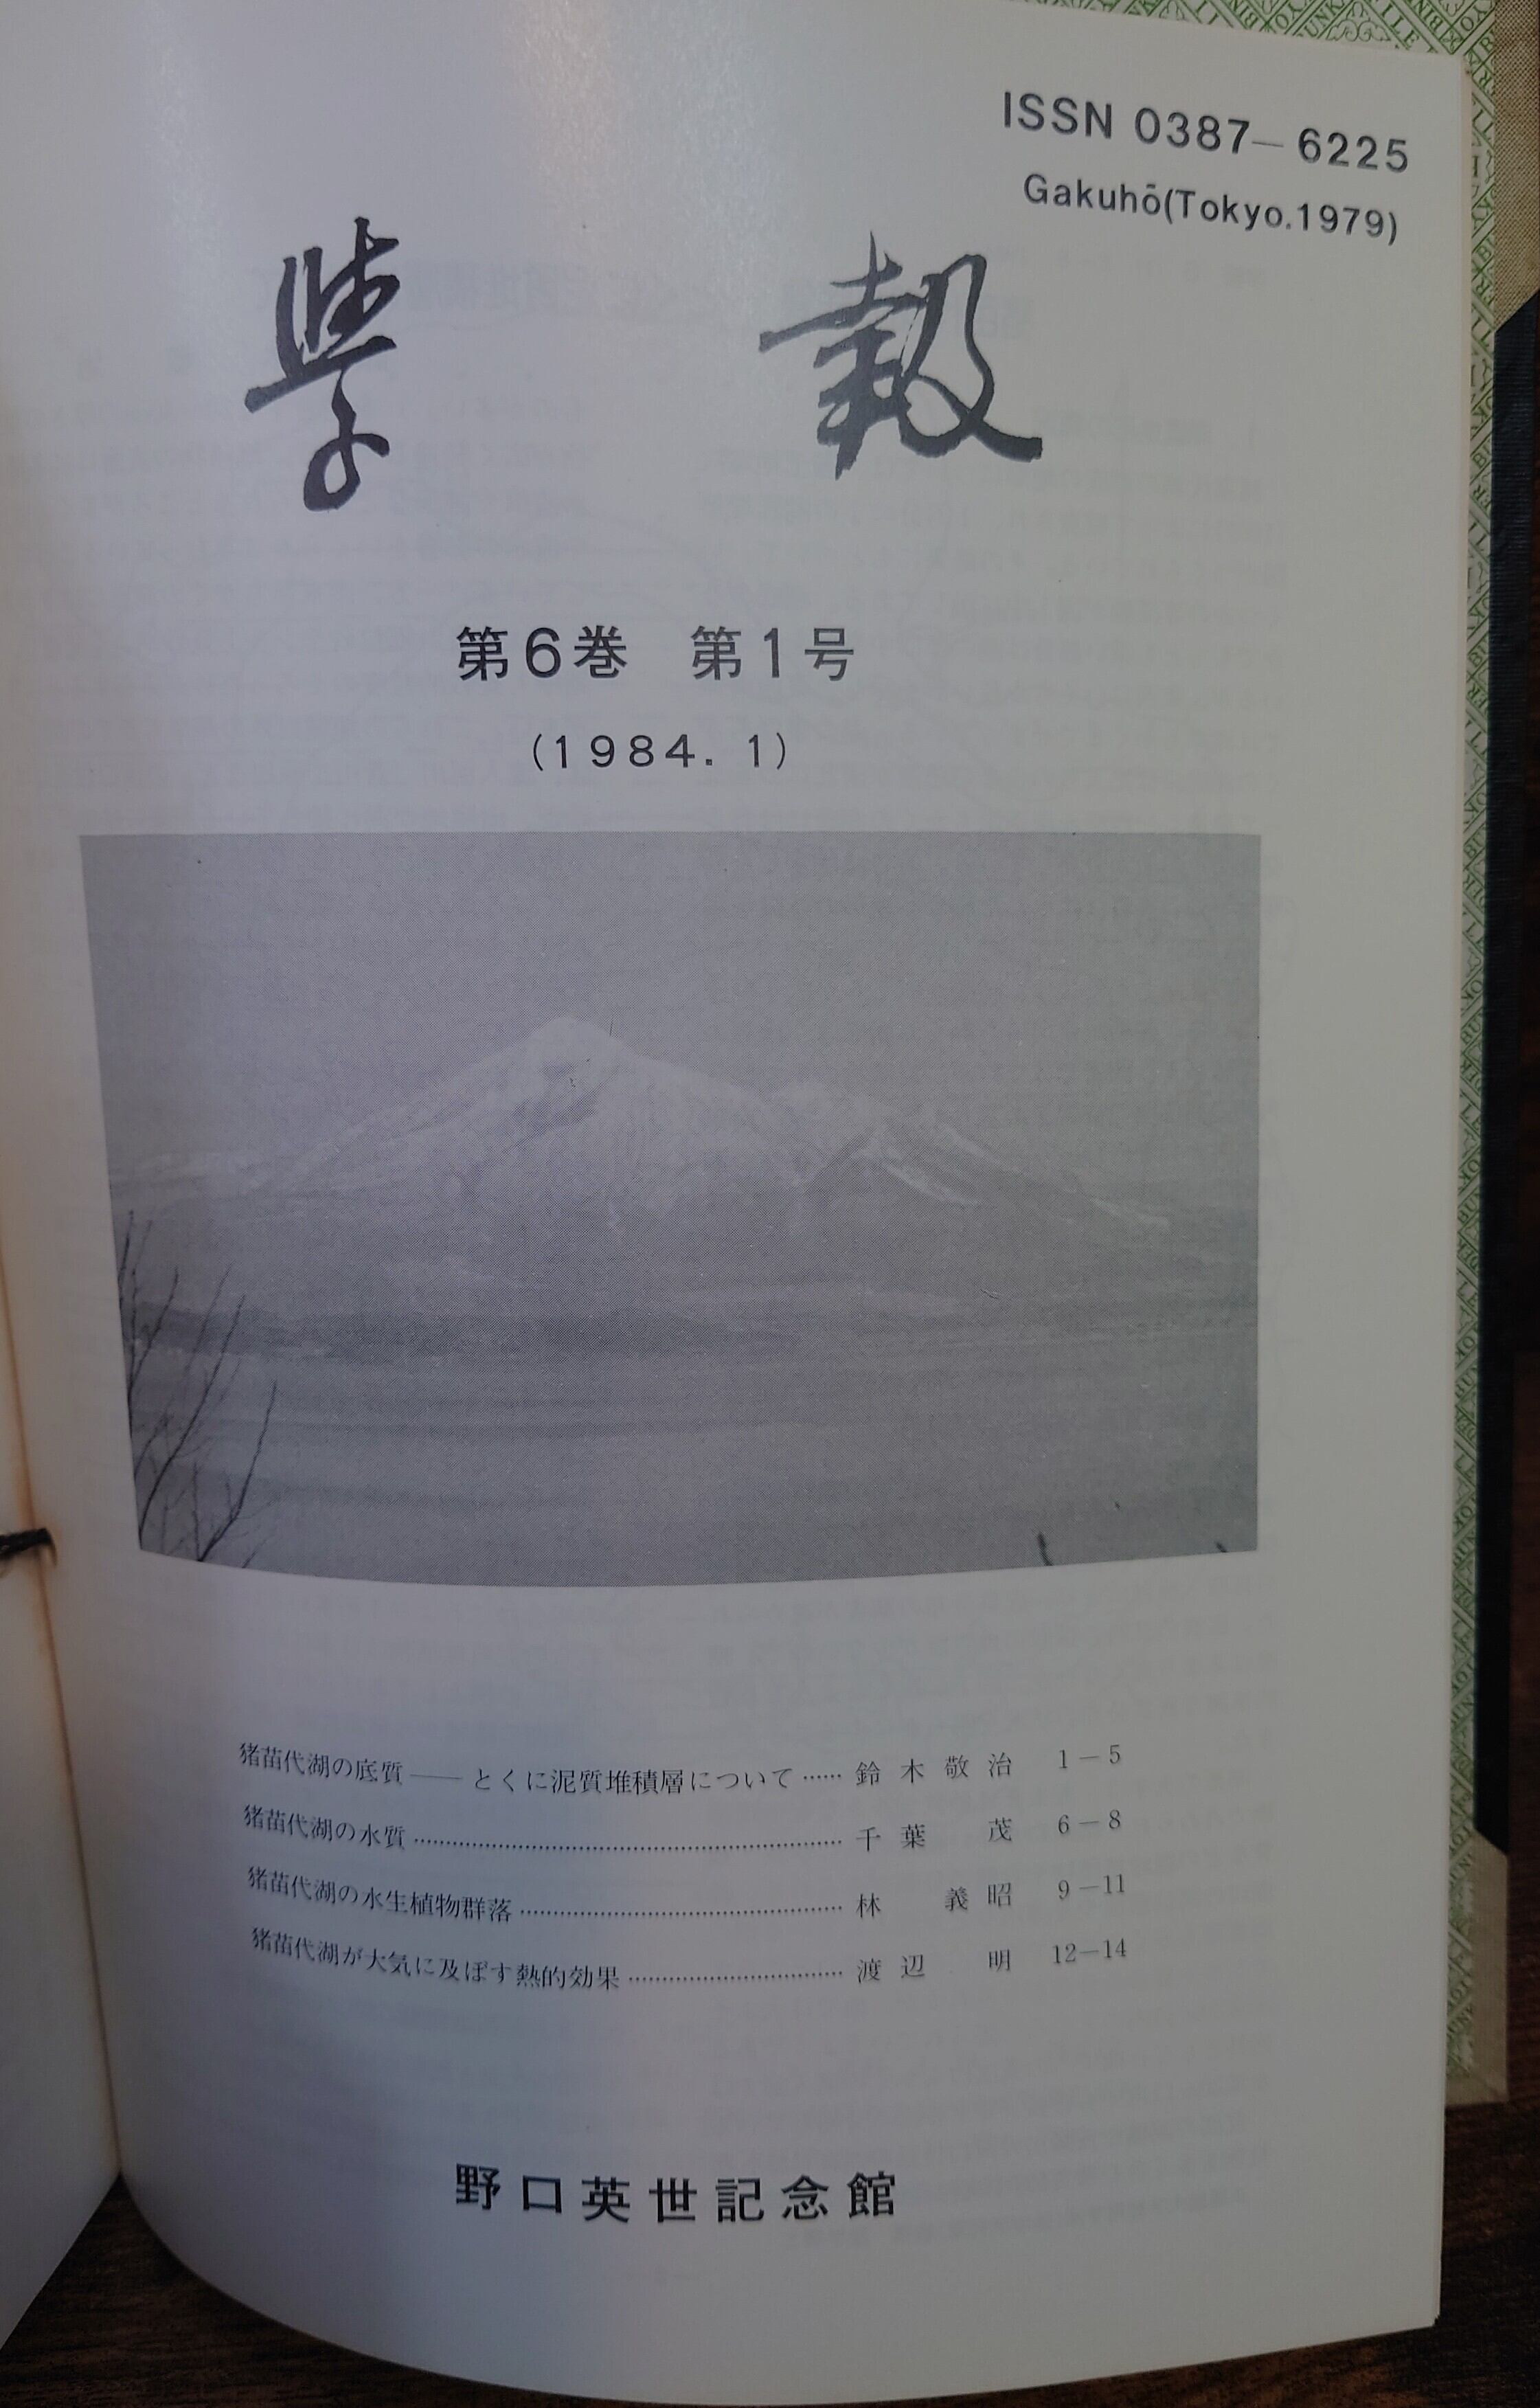 ISSN 0387－6225
Gakuhō(Tokyo.1979)
學報
第6巻 第1号
(1984. 1)
猪苗代湖の底質――とくに泥質堆積層について……鈴木敬治 1－5
猪苗代湖の水質……千葉 茂 6－8
猪苗代湖の水生植物群落……林 義昭 9－11
猪苗代湖が大気に及ぼす熱的効果……渡辺 明 12－14
野口英世記念館